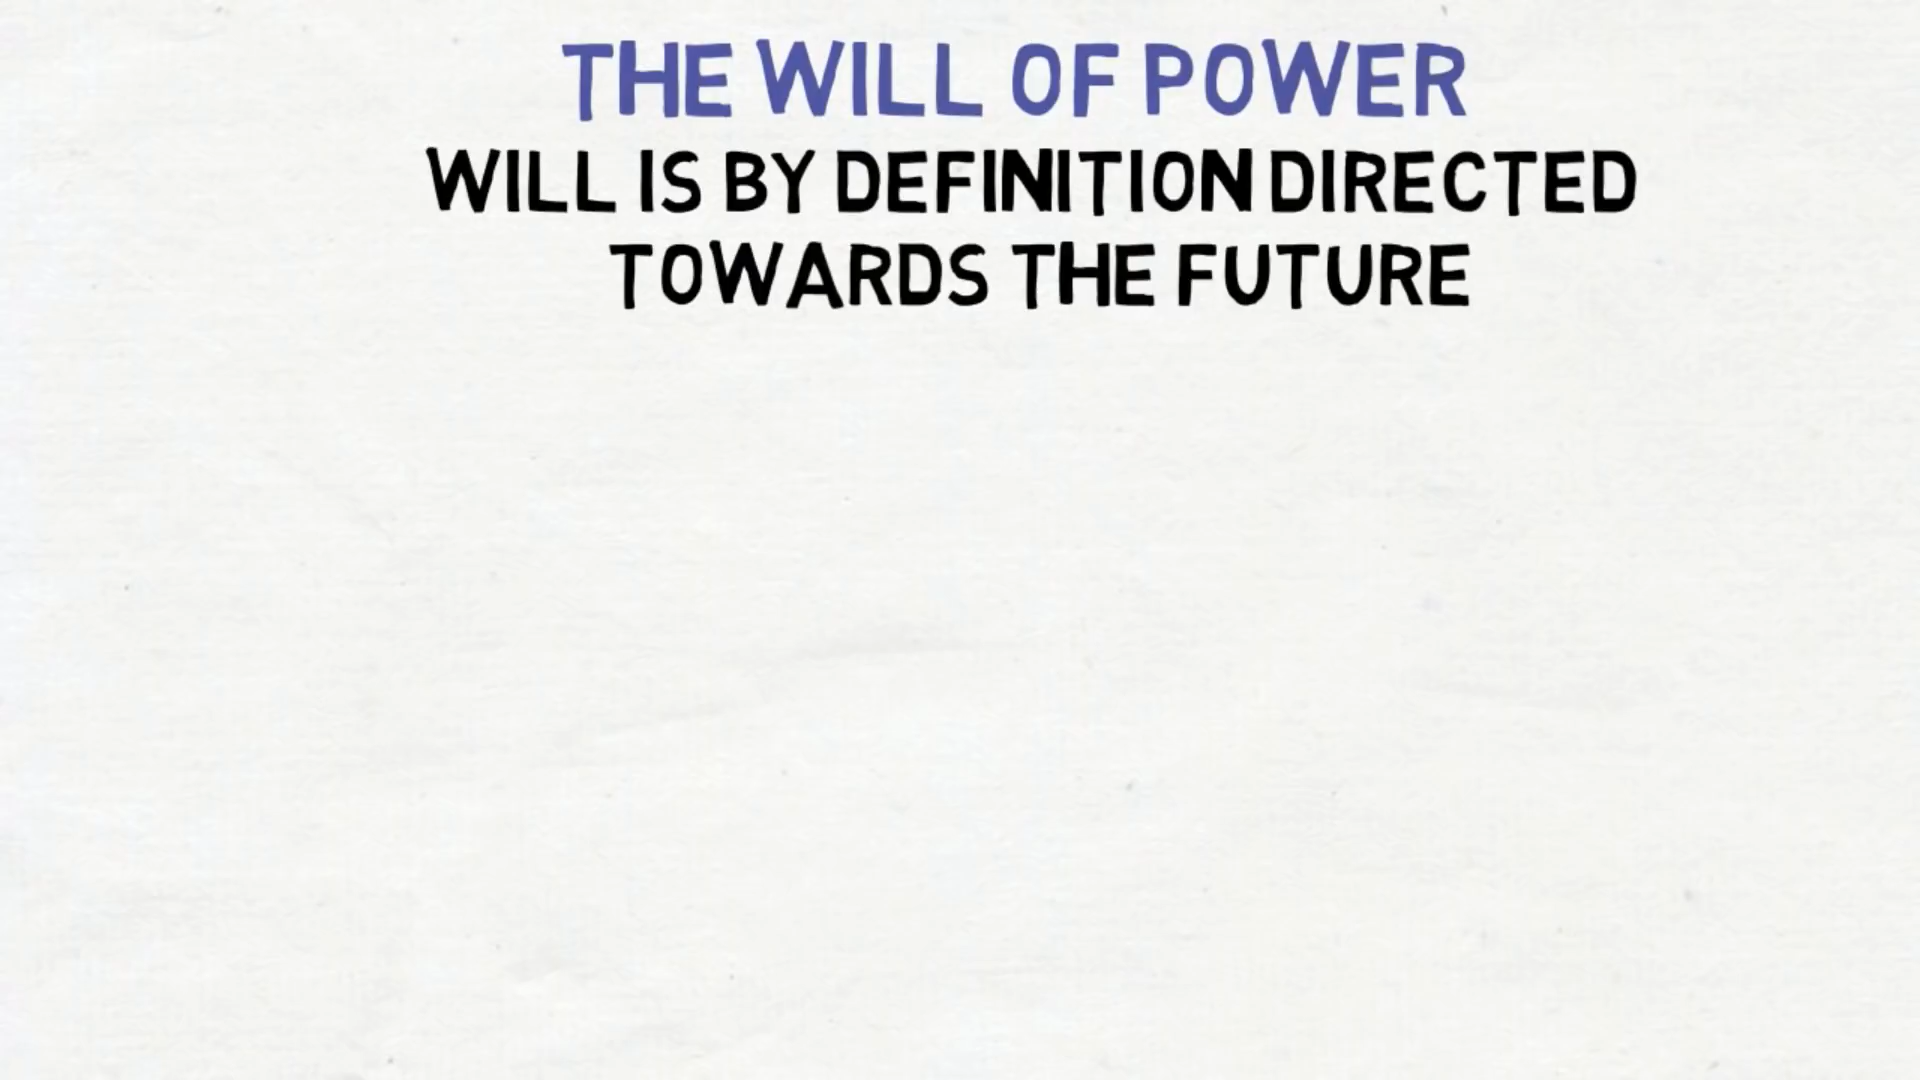 THE WILL OF POWER
WILL IS BY DEFINITION DIRECTED
TOWARDS THE FUTURE